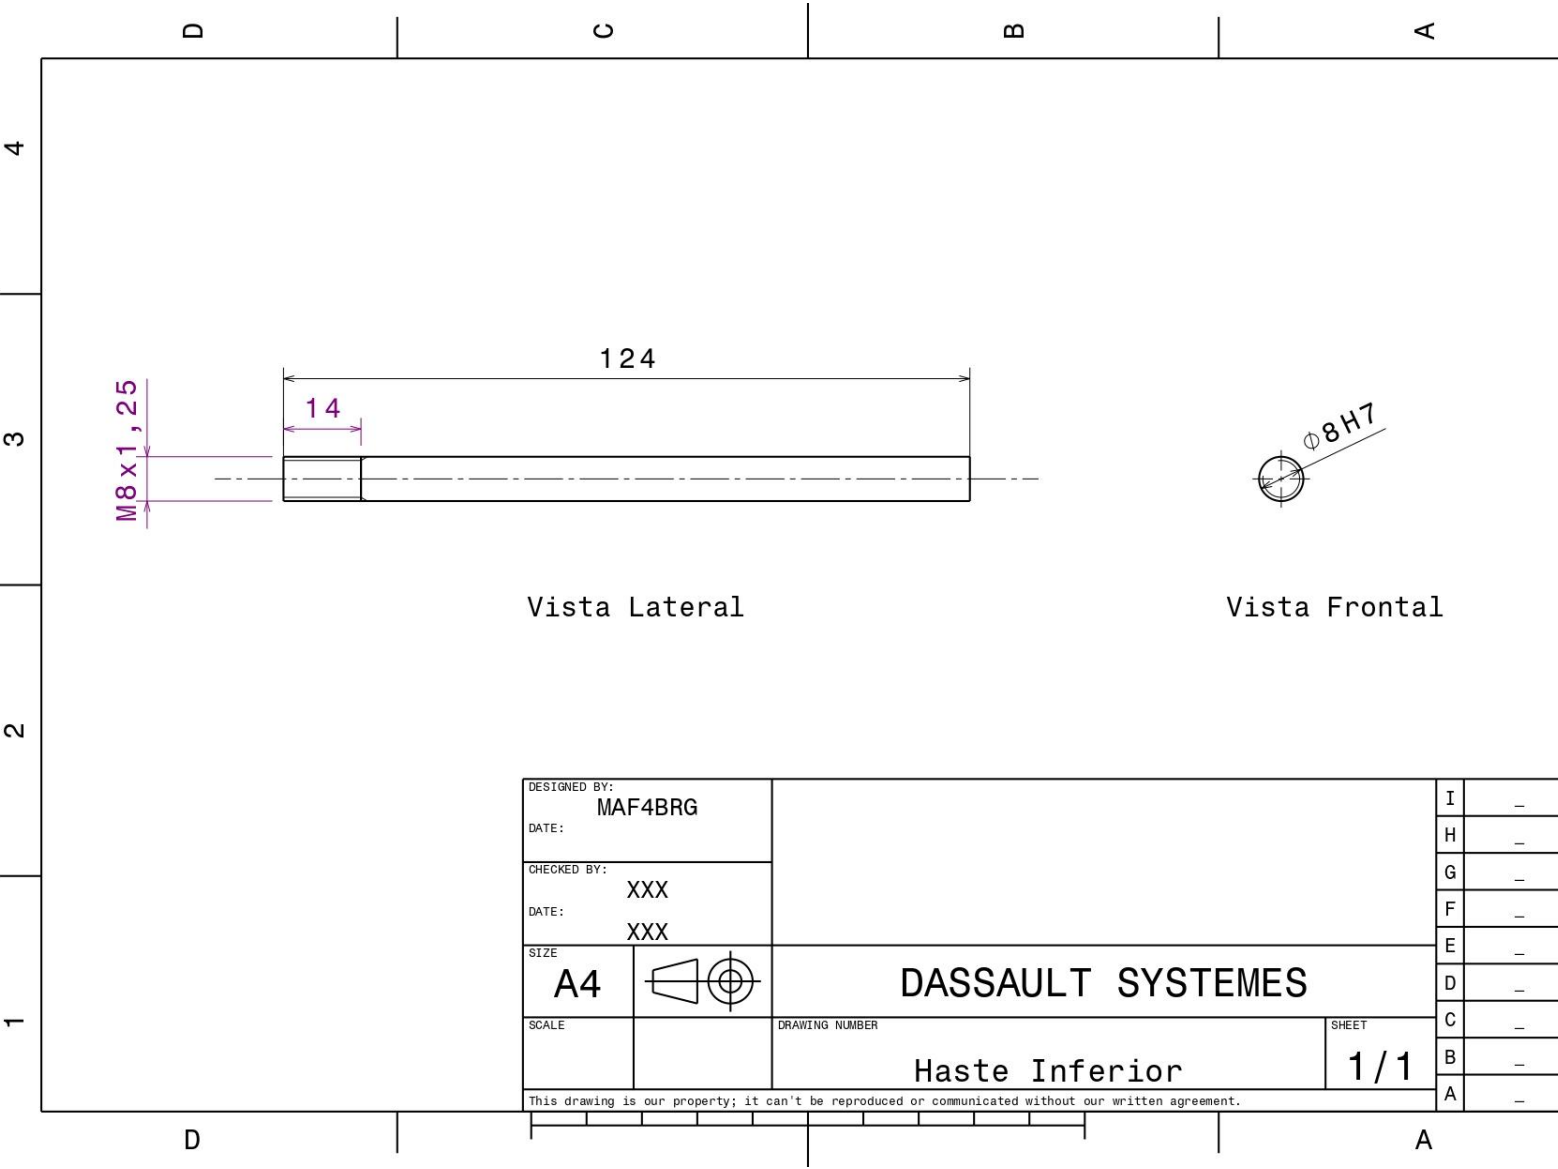 D C B A
4
3
2
1
124
14
M8x1,25
⌀8H7
Vista Lateral
Vista Frontal
DESIGNED BY:
MAF4BRG
DATE:
CHECKED BY:
XXX
DATE:
XXX
SIZE
A4
DASSAULT SYSTEMES
SCALE
DRAWING NUMBER
Haste Inferior
SHEET
1/1
This drawing is our property; it can't be reproduced or communicated without our written agreement.
I _
H _
G _
F _
E _
D _
C _
B _
A _
D A